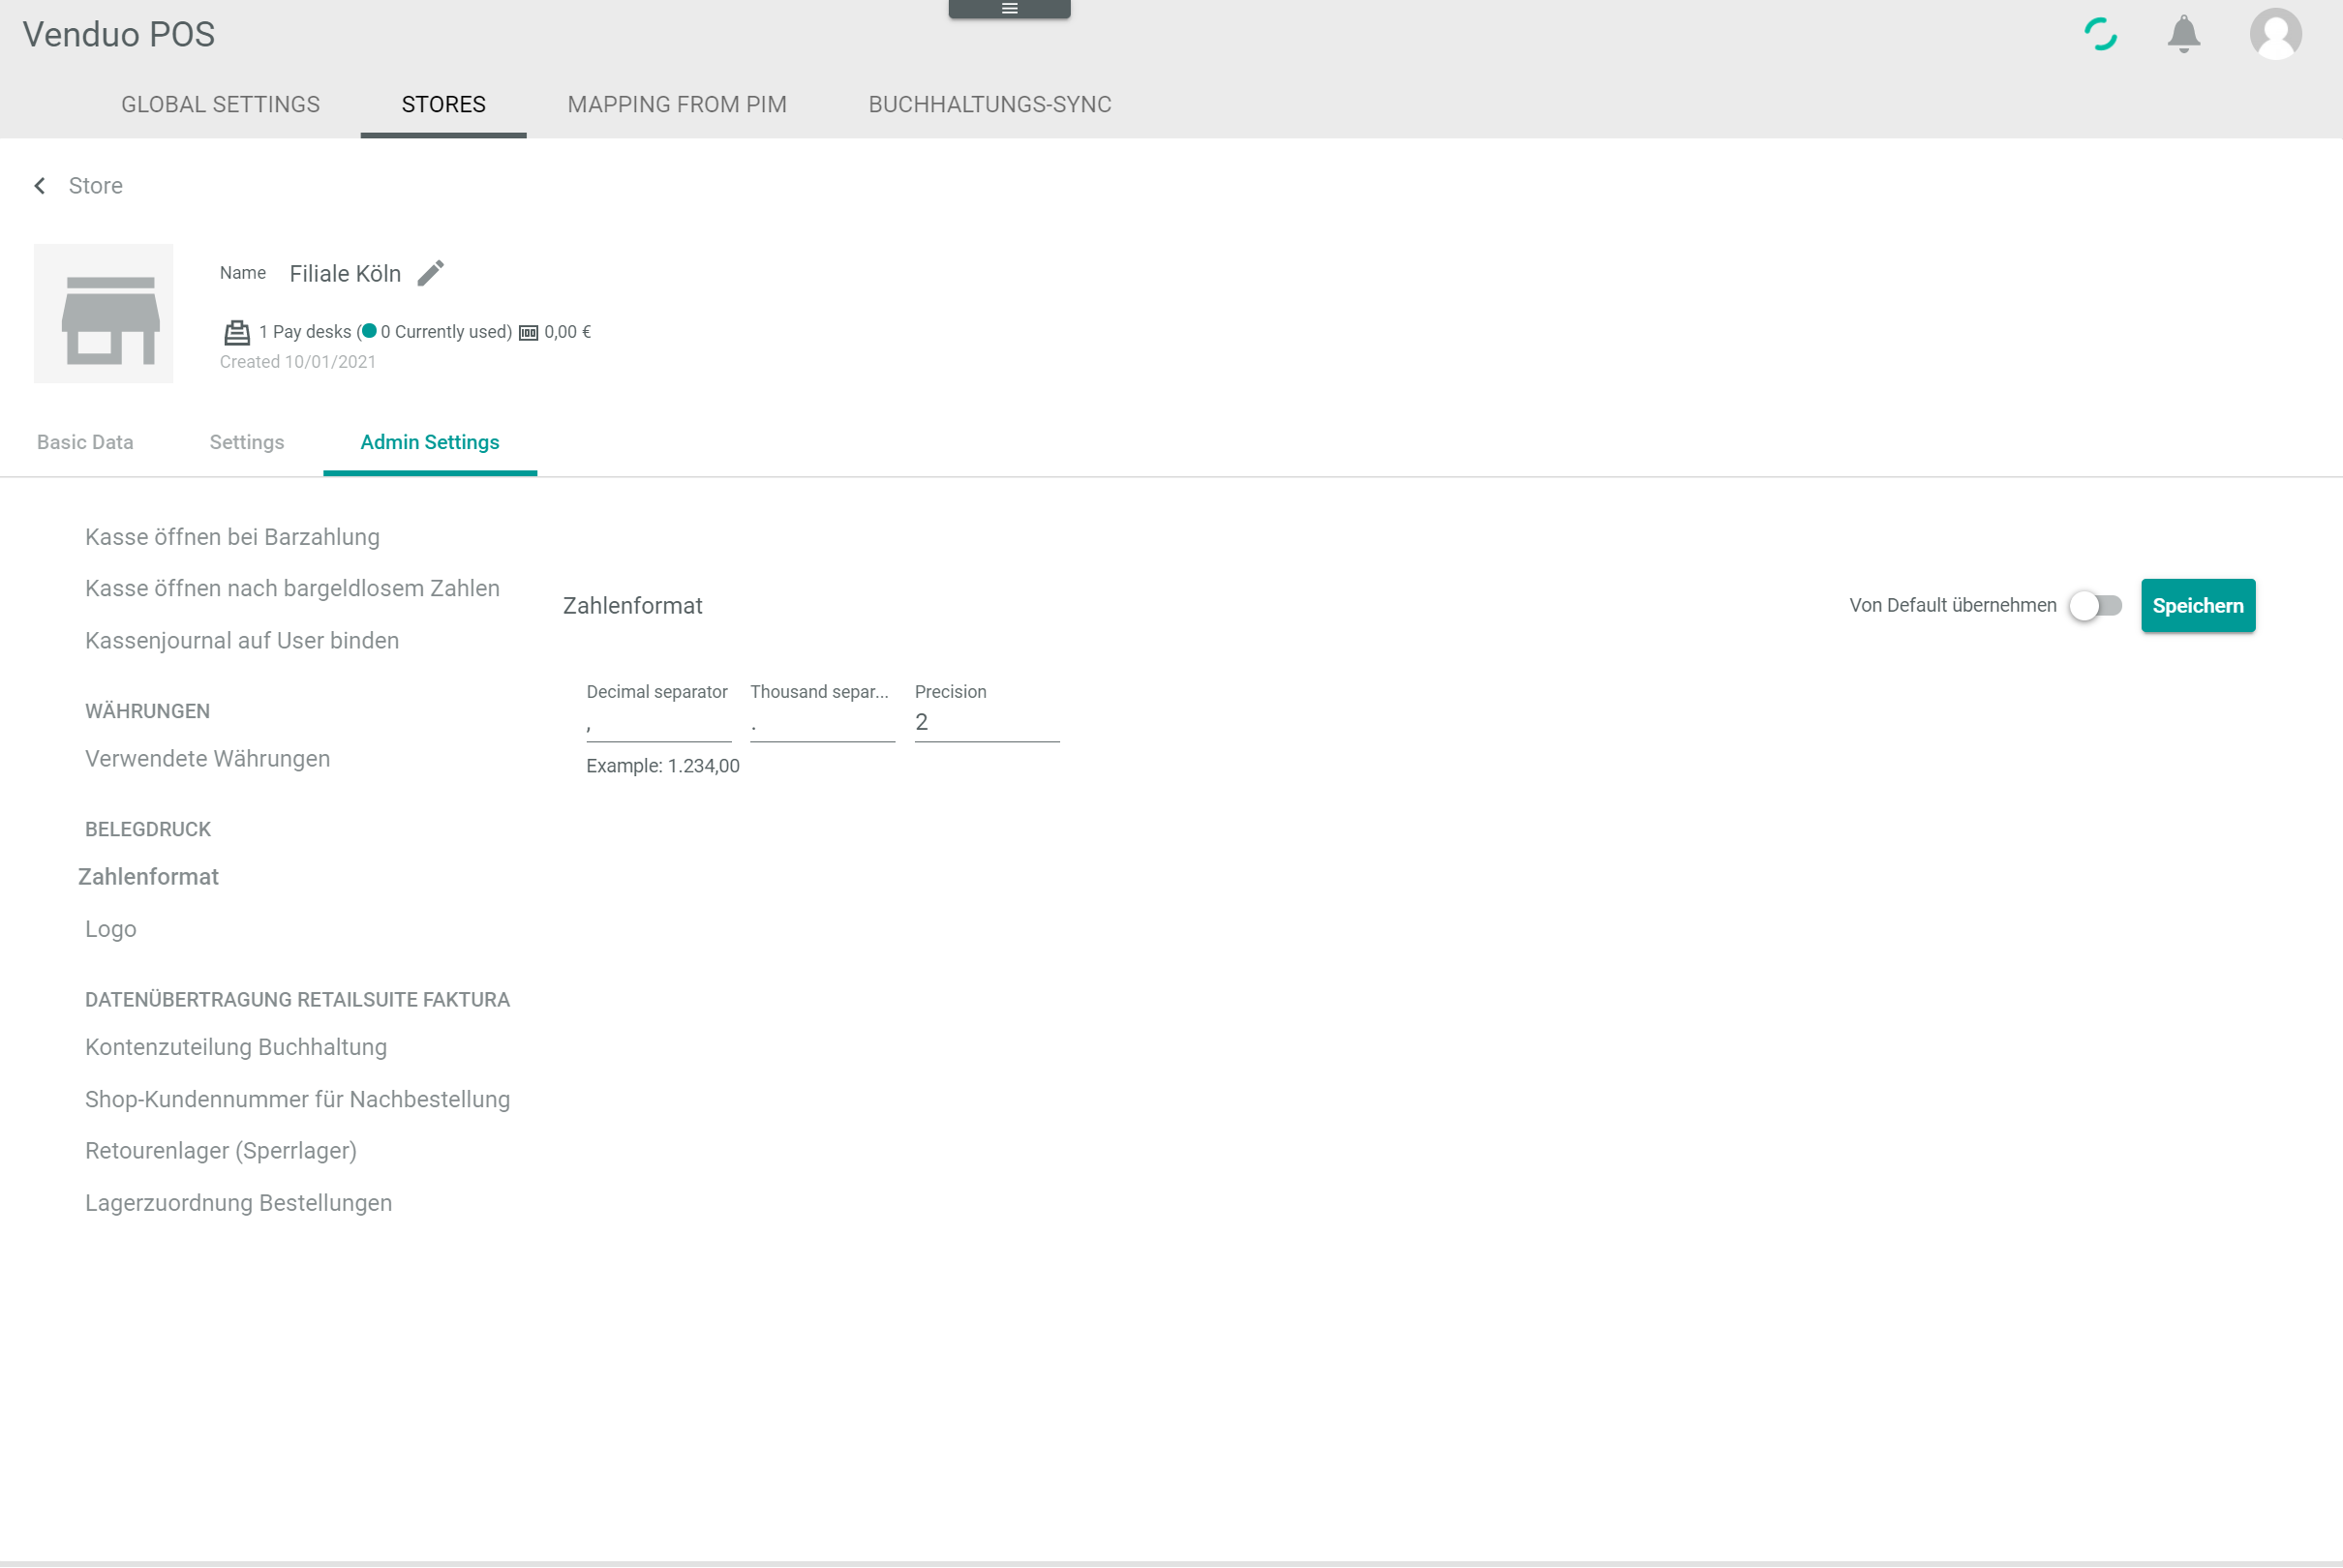 Venduo POS
GLOBAL SETTINGS STORES MAPPING FROM PIM BUCHHALTUNGS-SYNC
Store
Name Filiale Köln
1 Pay desks ( 0 Currently used) 0,00 €
Created 10/01/2021
Basic Data Settings Admin Settings
Kasse öffnen bei Barzahlung
Kasse öffnen nach bargeldlosem Zahlen
Kassenjournal auf User binden
WÄHRUNGEN
Verwendete Währungen
BELEGDRUCK
Zahlenformat
Logo
DATENÜBERTRAGUNG RETAILSUITE FAKTURA
Kontenzuteilung Buchhaltung
Shop-Kundennummer für Nachbestellung
Retourenlager (Sperrlager)
Lagerzuordnung Bestellungen
Zahlenformat
Von Default übernehmen Speichern
Decimal separator Thousand separ... Precision
, . 2
Example: 1.234,00